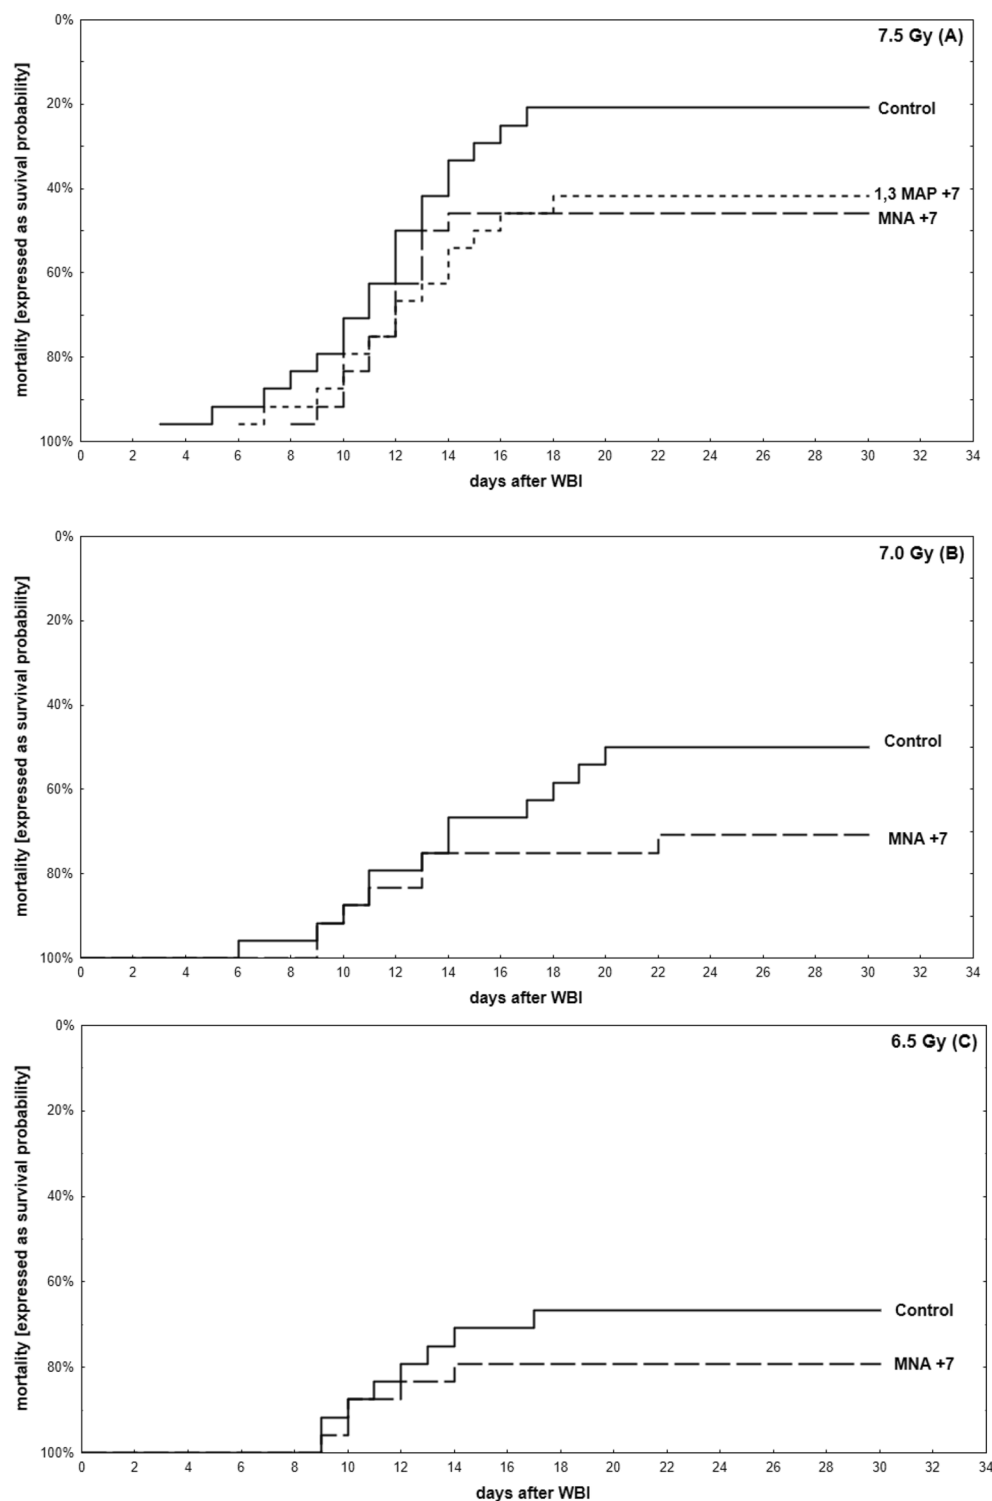 7.5 Gy (A)
mortality [expressed as suvival probability]
0%
20%
40%
60%
80%
100%
Control
1,3 MAP +7
MNA +7
0 2 4 6 8 10 12 14 16 18 20 22 24 26 28 30 32 34
days after WBI
7.0 Gy (B)
mortality [expressed as survival probability]
0%
20%
40%
60%
80%
100%
Control
MNA +7
0 2 4 6 8 10 12 14 16 18 20 22 24 26 28 30 32 34
days after WBI
6.5 Gy (C)
mortality [expressed as survival probability]
0%
20%
40%
60%
80%
100%
Control
MNA +7
0 2 4 6 8 10 12 14 16 18 20 22 24 26 28 30 32 34
days after WBI